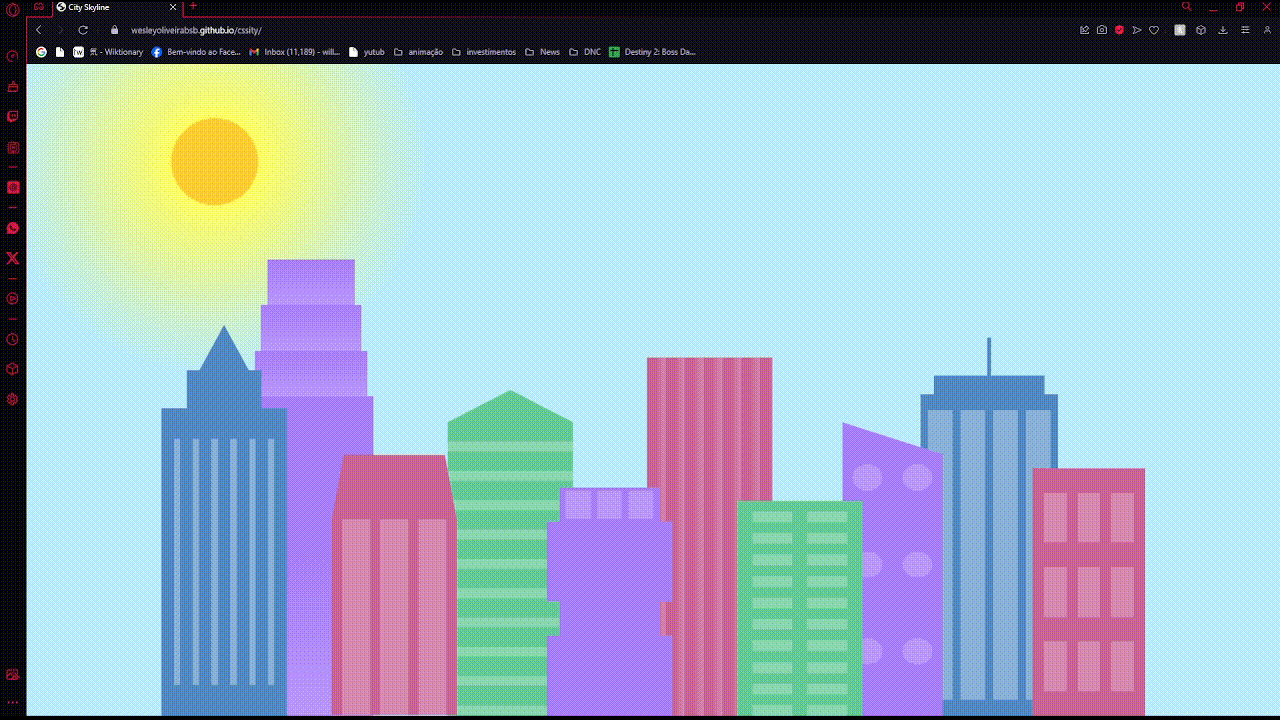 City Skyline
wesleyoliveirabsb.github.io/cssity/
Wiktionary
Bem-vindo ao Face...
Inbox (11,189) - will...
yutub
animação
investimentos
News
DNC
Destiny 2: Boss Da...